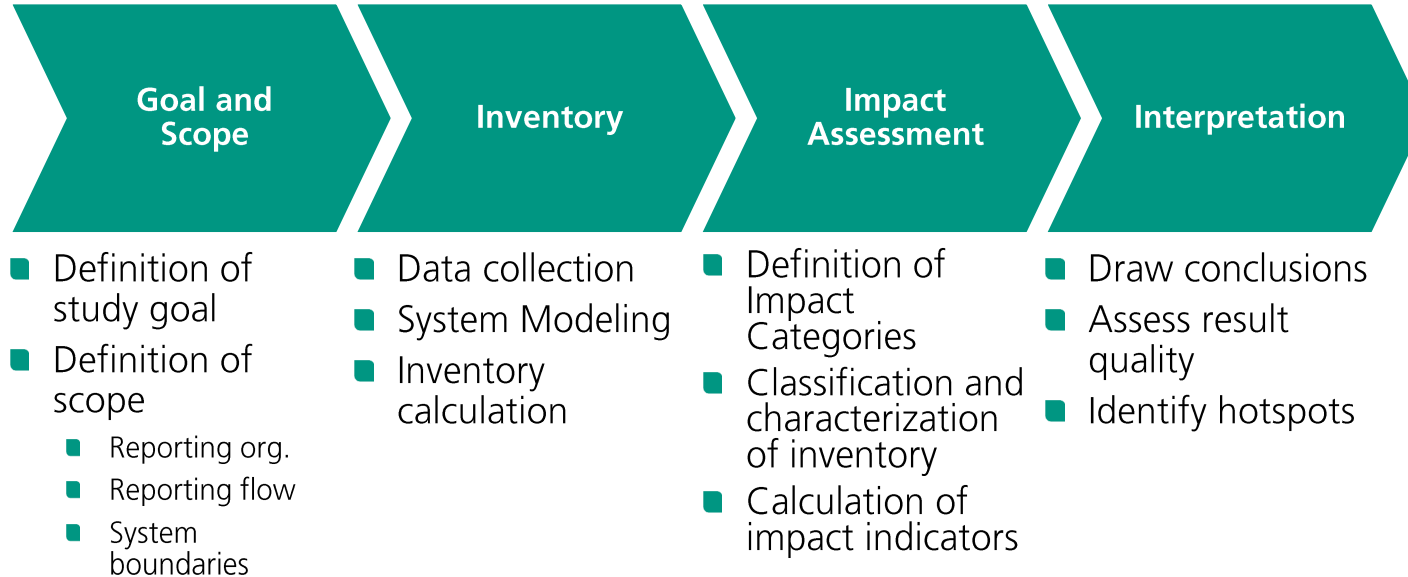 Goal and
Scope
Inventory
Impact
Assessment
Interpretation
Definition of
study goal
Definition of
scope
Reporting org.
Reporting flow
System
boundaries
Data collection
System Modeling
Inventory
calculation
Definition of
Impact
Categories
Classification and
characterization
of inventory
Calculation of
impact indicators
Draw conclusions
Assess result
quality
Identify hotspots